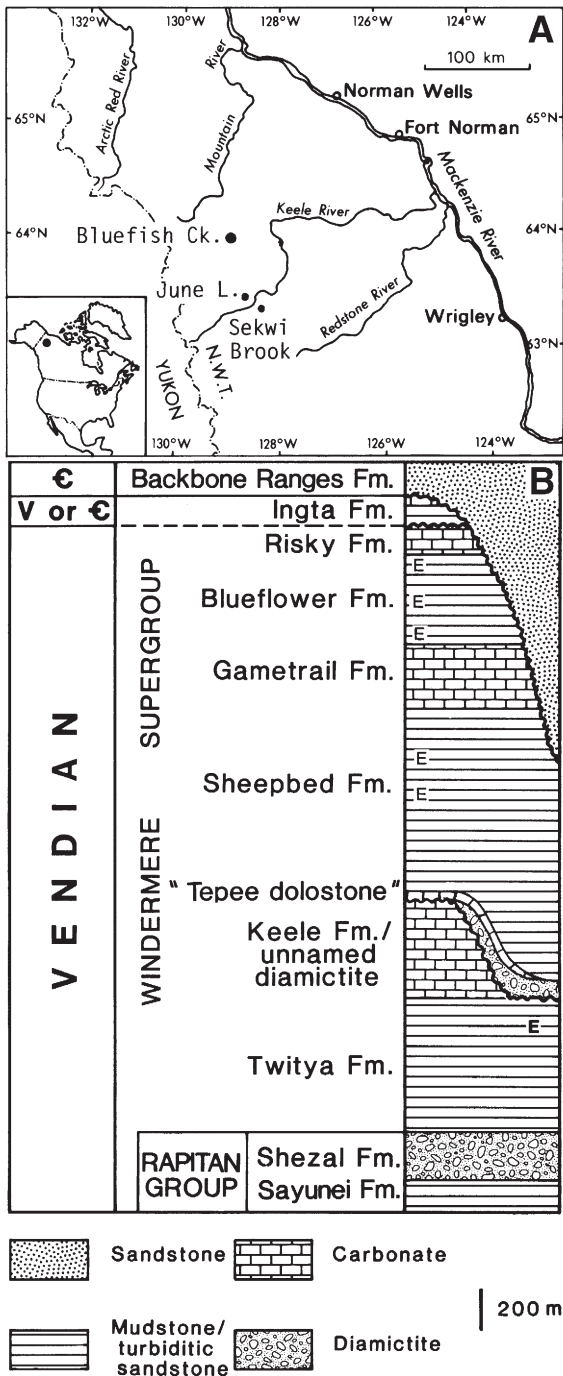 132°W 130°W 128°W 126°W 124°W A
100 km
65°N 65°N
64°N 64°N
63°N
Arctic Red River
Mountain River
Norman Wells
Fort Norman
Mackenzie River
Keele River
Bluefish Ck.
June L.
Sekwi
Brook
Redstone River
Wrigley
YUKON
N.W.T.
130°W 128°W 126°W 124°W
B
Є Backbone Ranges Fm.
V or Є Ingta Fm.
VENDIAN
WINDERMERE SUPERGROUP
Risky Fm.
E
Blueflower Fm. E
E
Gametrail Fm.
E
Sheepbed Fm. E
" Tepee dolostone "
Keele Fm./
unnamed
diamictite
E
Twitya Fm.
RAPITAN
GROUP
Shezal Fm.
Sayunei Fm.
Sandstone Carbonate
Mudstone/
turbiditic
sandstone
Diamictite
200 m